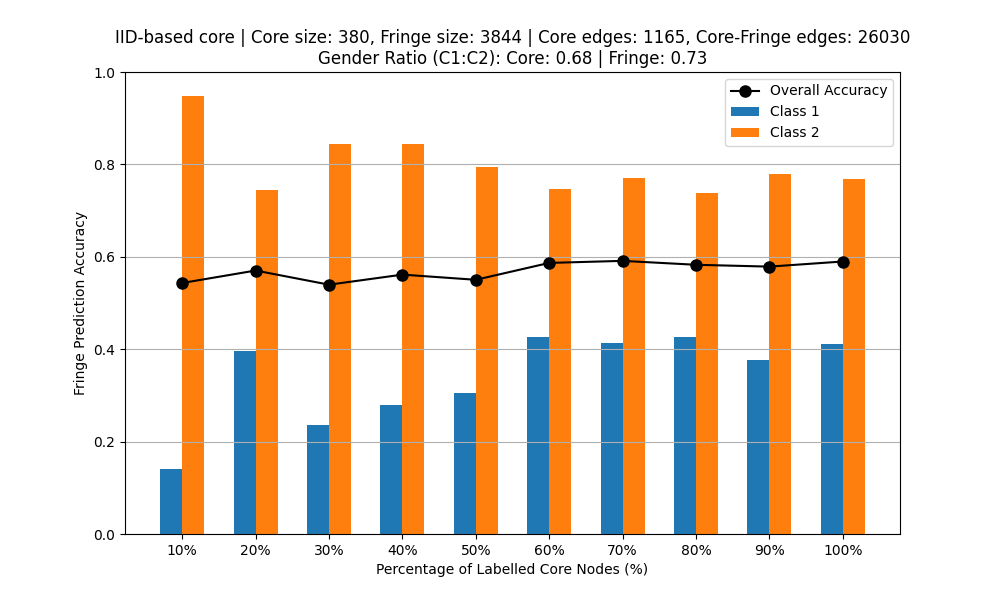 IID-based core | Core size: 380, Fringe size: 3844 | Core edges: 1165, Core-Fringe edges: 26030
Gender Ratio (C1:C2): Core: 0.68 | Fringe: 0.73
Overall Accuracy
Class 1
Class 2
Fringe Prediction Accuracy
1.0
0.8
0.6
0.4
0.2
0.0
10% 20% 30% 40% 50% 60% 70% 80% 90% 100%
Percentage of Labelled Core Nodes (%)